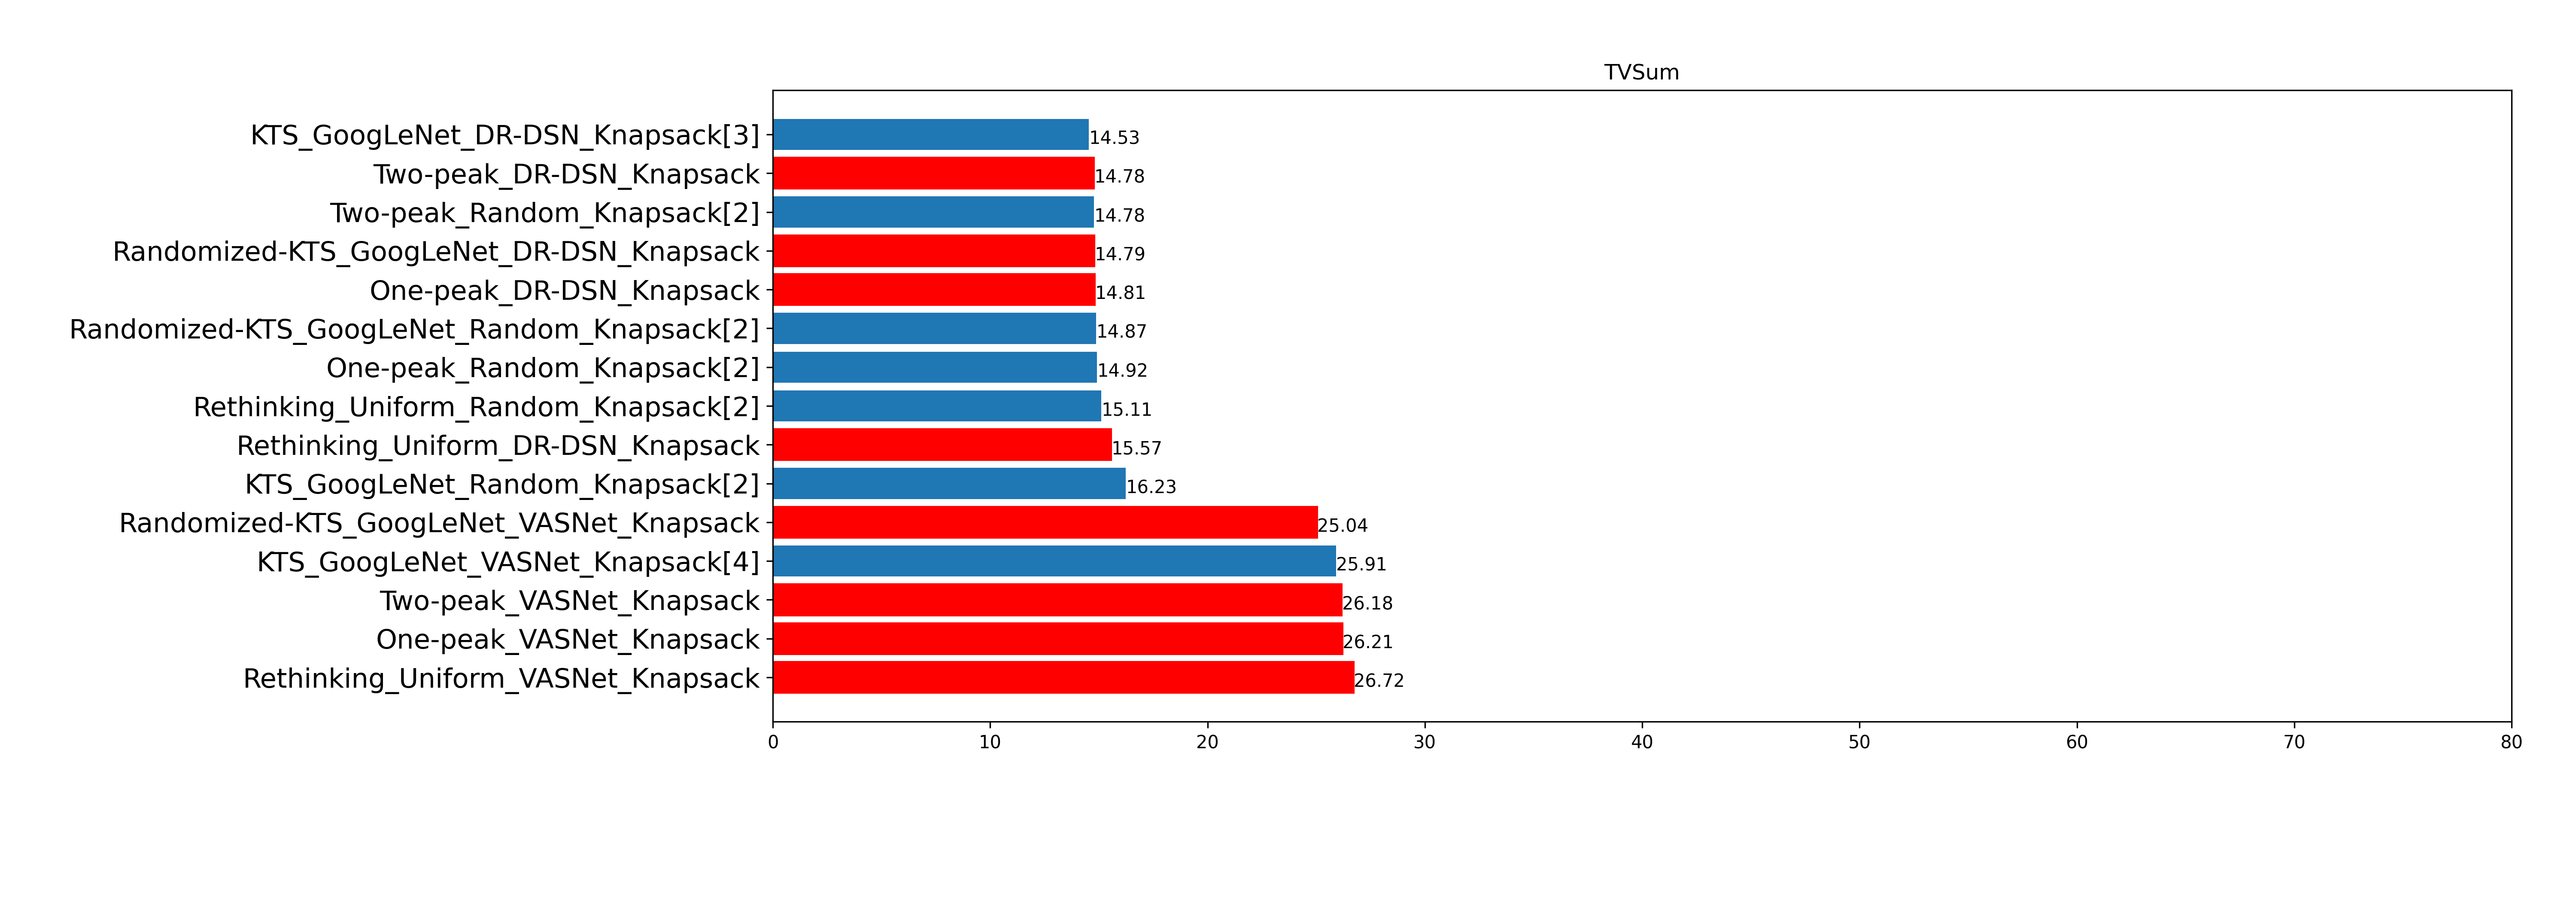 TVSum
KTS_GoogLeNet_DR-DSN_Knapsack[3] 14.53
Two-peak_DR-DSN_Knapsack 14.78
Two-peak_Random_Knapsack[2] 14.78
Randomized-KTS_GoogLeNet_DR-DSN_Knapsack 14.79
One-peak_DR-DSN_Knapsack 14.81
Randomized-KTS_GoogLeNet_Random_Knapsack[2] 14.87
One-peak_Random_Knapsack[2] 14.92
Rethinking_Uniform_Random_Knapsack[2] 15.11
Rethinking_Uniform_DR-DSN_Knapsack 15.57
KTS_GoogLeNet_Random_Knapsack[2] 16.23
Randomized-KTS_GoogLeNet_VASNet_Knapsack 25.04
KTS_GoogLeNet_VASNet_Knapsack[4] 25.91
Two-peak_VASNet_Knapsack 26.18
One-peak_VASNet_Knapsack 26.21
Rethinking_Uniform_VASNet_Knapsack 26.72
0 10 20 30 40 50 60 70 80